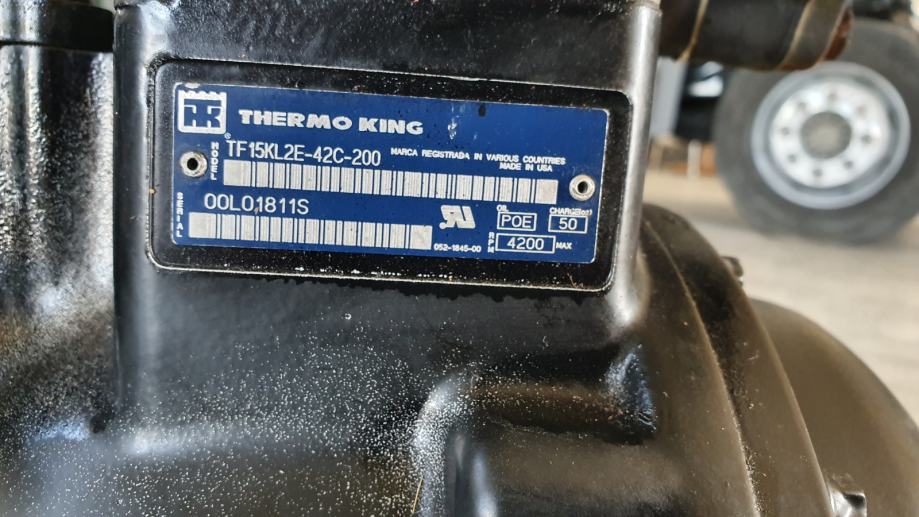 TK
®
THERMO KING
MODEL
TF15KL2E-42C-200
MARCA REGISTRADA IN VARIOUS COUNTRIES
MADE IN USA
SERIAL
00L01811S
OIL
POE
CHARGE(oz)
50
RPM
4200 MAX
052-1845-00